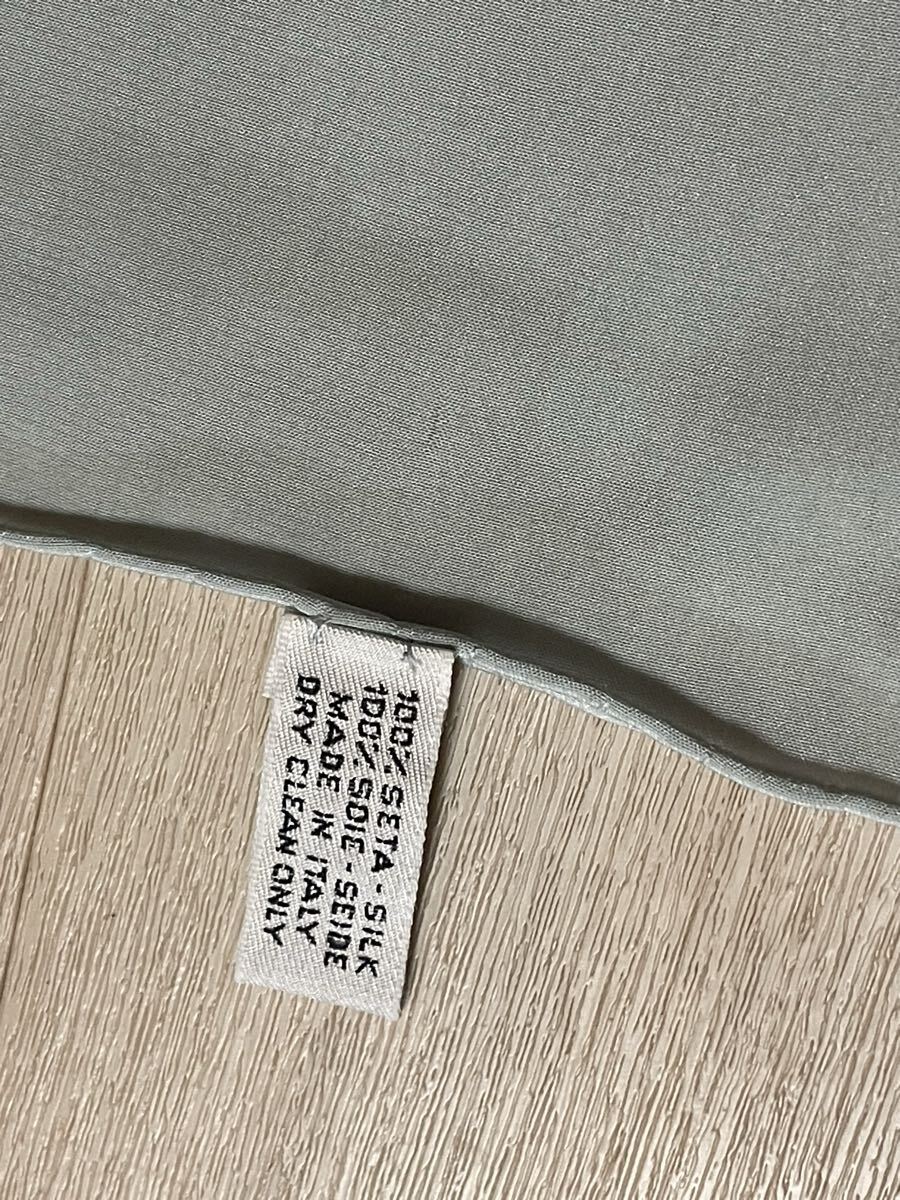 100% SETA - SILK
100% SOIE - SEIDE
MADE IN ITALY
DRY CLEAN ONLY